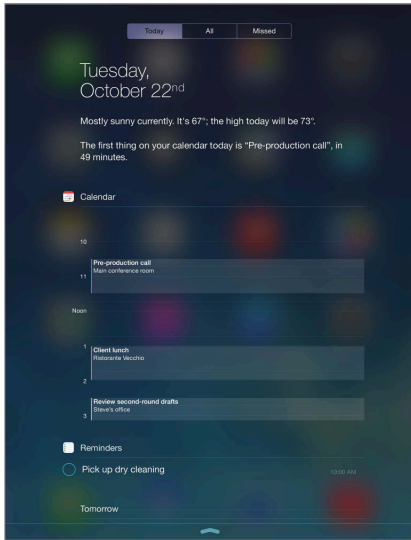 Today All Missed
Tuesday,
October 22nd
Mostly sunny currently. It's 67°; the high today will be 73°.
The first thing on your calendar today is “Pre-production call”, in
49 minutes.
Calendar
10
Pre-production call
Main conference room
11
Noon
1
Client lunch
Ristorante Vecchio
2
Review second-round drafts
Steve's office
3
Reminders
Pick up dry cleaning
10:00 AM
Tomorrow